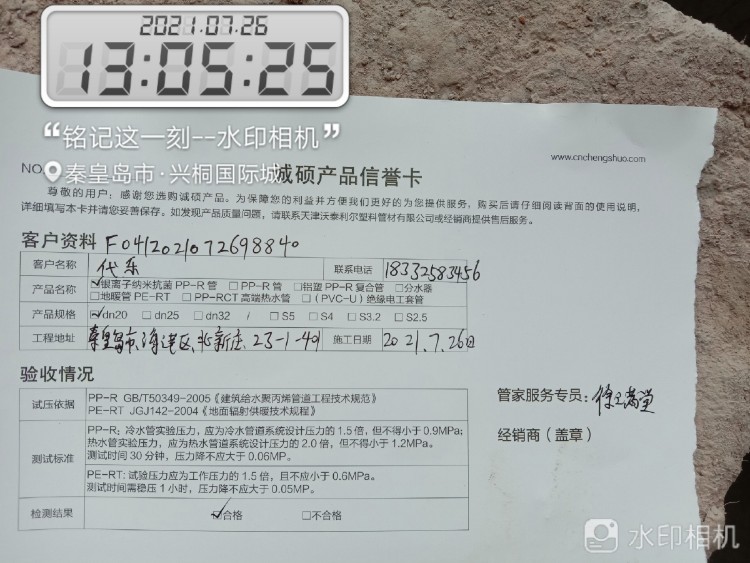 2021.07.26
13:05:25
“铭记这一刻--水印相机”
秦皇岛市·兴桐国际城
www.cnchengshuo.com
NO. 诚硕产品信誉卡
尊敬的用户：感谢您选购诚硕产品。为保障您的利益并方便我们更好的为您提供服务，购买后请仔细阅读背面的使用说明，
详细填写本卡并请您妥善保存。如发现产品质量问题，请联系天津沃泰利尔塑料管材有限公司或经销商提供售后服务。
客户资料 F0412021072698840
客户名称 代乐 联系电话 18332583456
产品名称 ☑银离子纳米抗菌 PP-R 管 □PP-R 管 □铝塑 PP-R 复合管 □分水器
□地暖管 PE-RT □PP-RCT 高端热水管 □(PVC-U) 绝缘电工套管
产品规格 ☑dn20 □dn25 □dn32 / □S5 □S4 □S3.2 □S2.5
工程地址 秦皇岛市海港区北新庄 23-1-401 施工日期 2021.7.26日
验收情况
试压依据 PP-R GB/T50349-2005《建筑给水聚丙烯管道工程技术规范》
PE-RT JGJ142-2004《地面辐射供暖技术规程》
测试标准 PP-R：冷水管实验压力，应为冷水管道系统设计压力的 1.5 倍，但不得小于 0.9MPa；
热水管实验压力，应为热水管道系统设计压力的 2.0 倍，但不得小于 1.2MPa。
测试时间 30 分钟，压力降不应大于 0.06MP。
PE-RT：试验压力应为工作压力的 1.5 倍，且不应小于 0.6MPa。
测试时间需稳压 1 小时，压力降不应大于 0.05MP。
检测结果 ☑合格 □不合格
管家服务专员：
经销商（盖章）
水印相机